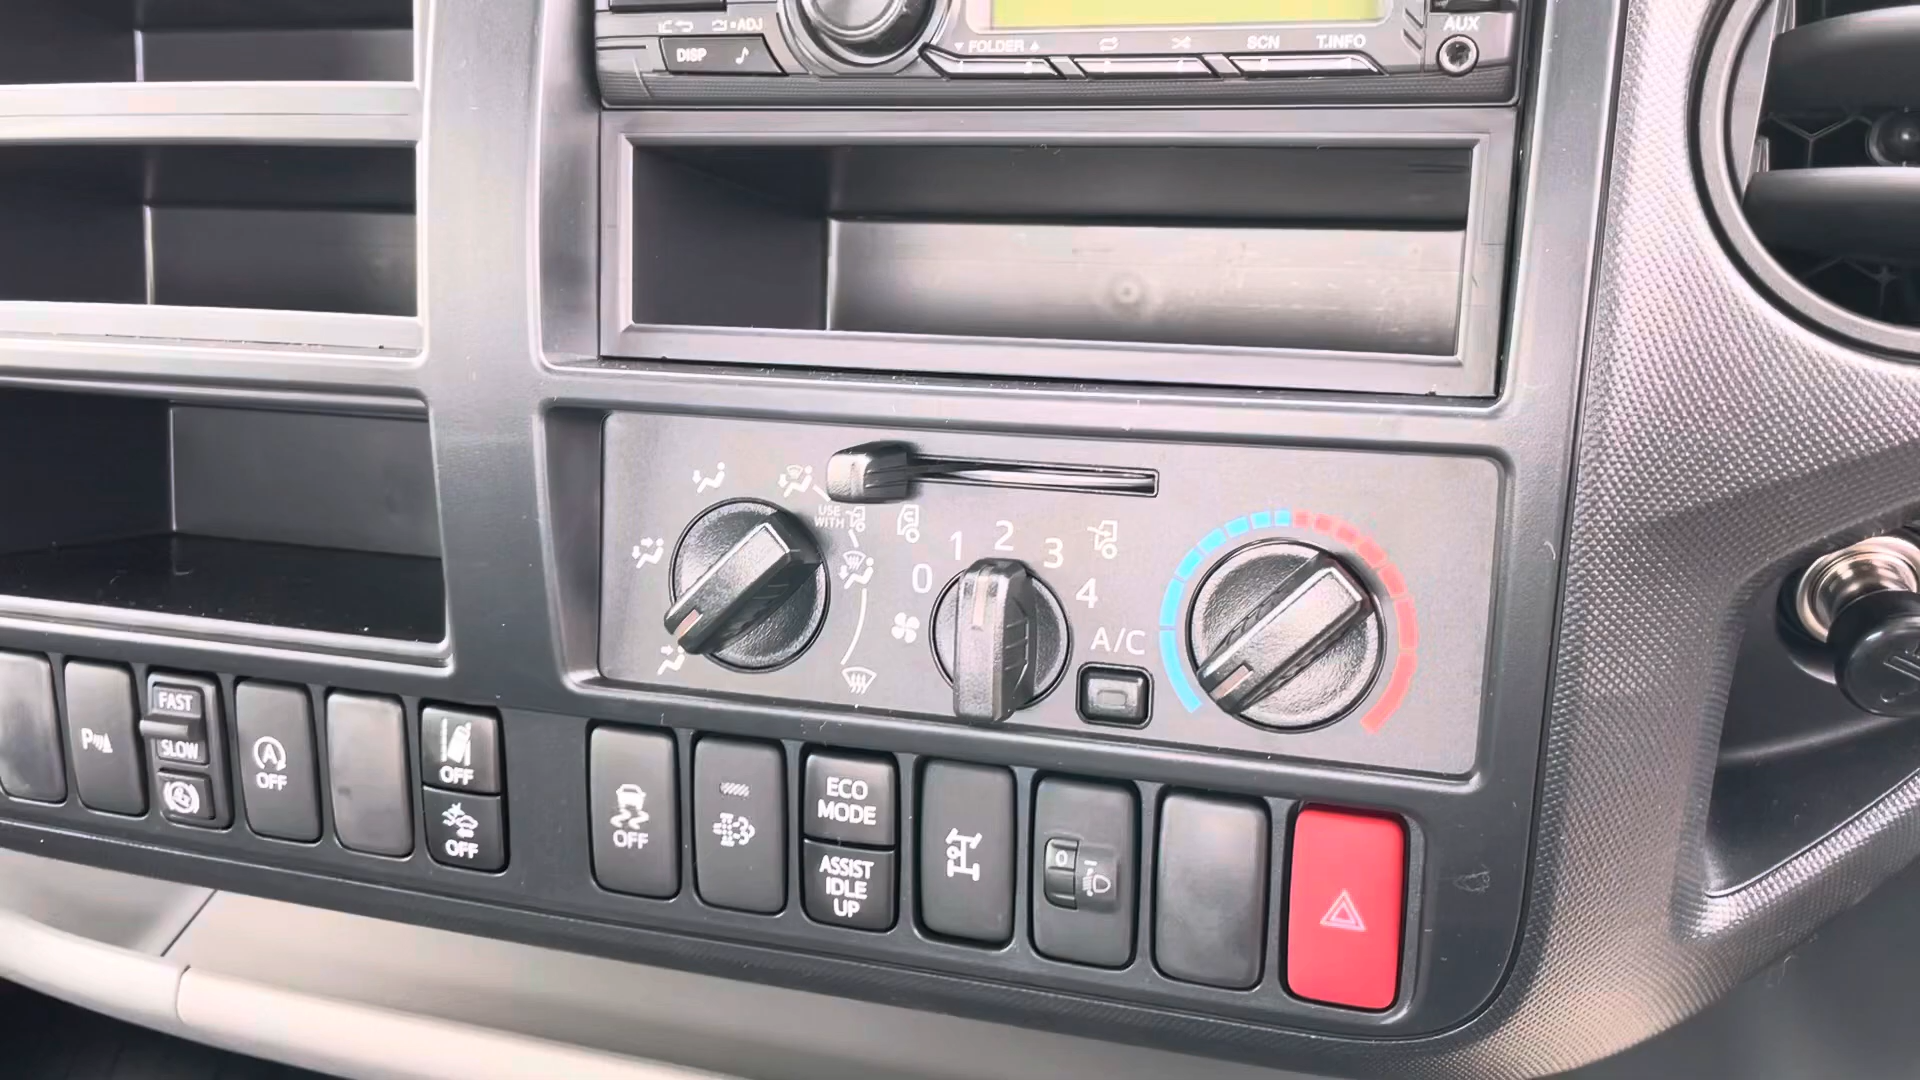 •ADJ
AUX
DISP
FOLDER
SCN
T.INFO
USE
WITH
0
1
2
3
4
A/C
FAST
SLOW
P
A
OFF
OFF
OFF
OFF
ECO
MODE
ASSIST
IDLE
UP
0